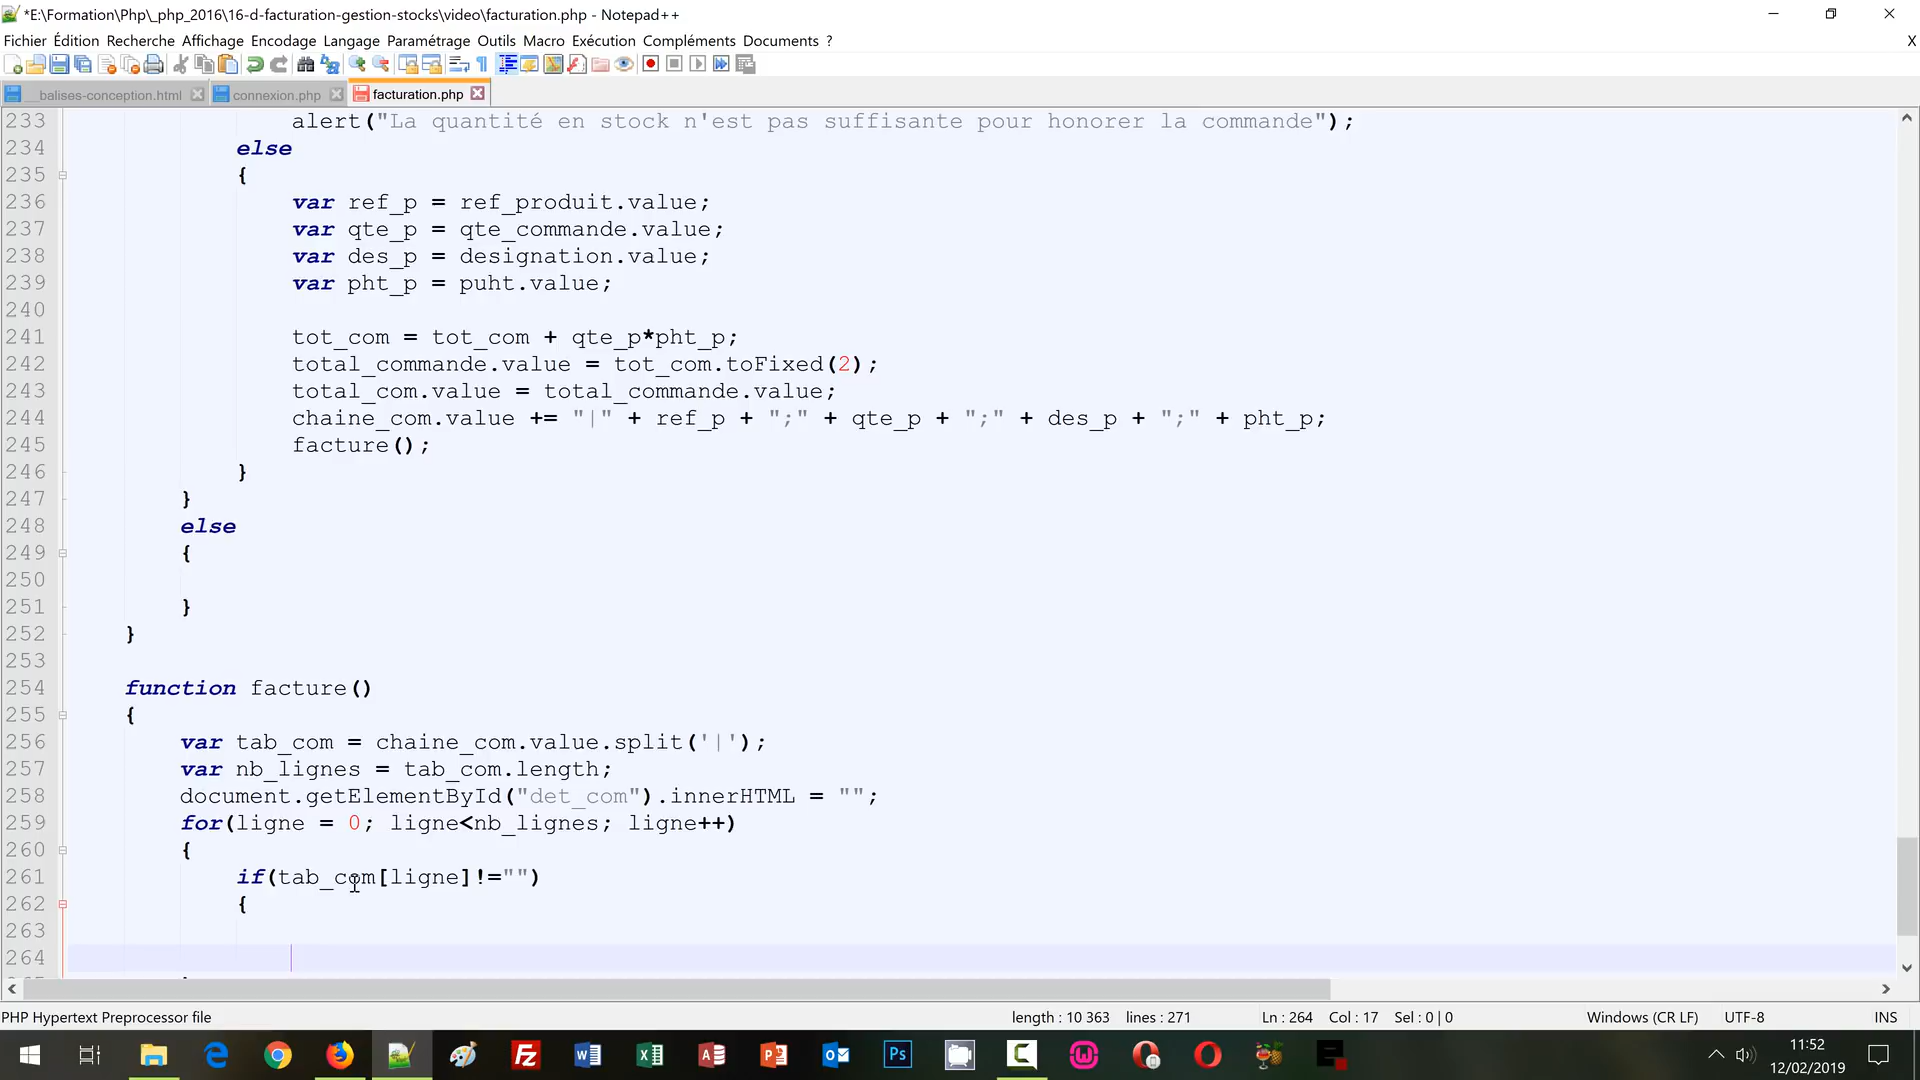 *E:\Formation\Php\_php_2016\16-d-facturation-gestion-stocks\video\facturation.php - Notepad++
Fichier Édition Recherche Affichage Encodage Langage Paramétrage Outils Macro Exécution Compléments Documents ? X
__balises-conception.html connexion.php facturation.php
233 alert("La quantité en stock n'est pas suffisante pour honorer la commande");
234 else
235 {
236 var ref_p = ref_produit.value;
237 var qte_p = qte_commande.value;
238 var des_p = designation.value;
239 var pht_p = puht.value;
240
241 tot_com = tot_com + qte_p*pht_p;
242 total_commande.value = tot_com.toFixed(2);
243 total_com.value = total_commande.value;
244 chaine_com.value += "|" + ref_p + ";" + qte_p + ";" + des_p + ";" + pht_p;
245 facture();
246 }
247 }
248 else
249 {
250
251 }
252 }
253
254 function facture()
255 {
256 var tab_com = chaine_com.value.split('|');
257 var nb_lignes = tab_com.length;
258 document.getElementById("det_com").innerHTML = "";
259 for(ligne = 0; ligne<nb_lignes; ligne++)
260 {
261 if(tab_com[ligne]!="")
262 {
263
264
PHP Hypertext Preprocessor file length : 10 363 lines : 271 Ln : 264 Col : 17 Sel : 0 | 0 Windows (CR LF) UTF-8 INS
11:52
12/02/2019